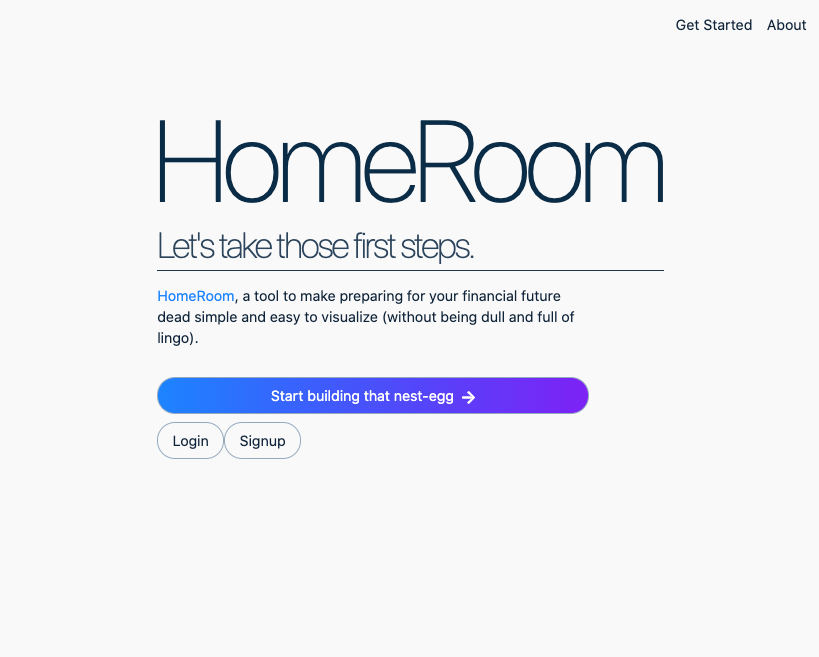 Get Started About
HomeRoom
Let's take those first steps.
HomeRoom, a tool to make preparing for your financial future
dead simple and easy to visualize (without being dull and full of
lingo).
Start building that nest-egg →
Login Signup